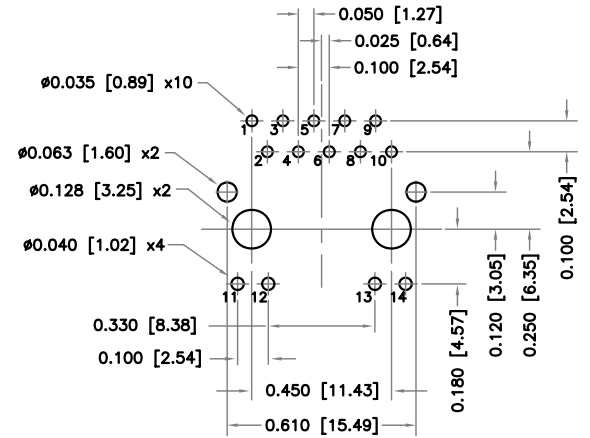 0.050 [1.27]
0.025 [0.64]
0.100 [2.54]
ø0.035 [0.89] x10
1 3 5 7 9
ø0.063 [1.60] x2
2 4 6 8 10
ø0.128 [3.25] x2
0.100 [2.54]
ø0.040 [1.02] x4
0.120 [3.05]
0.250 [6.35]
11 12 13 14
0.180 [4.57]
0.330 [8.38]
0.100 [2.54]
0.450 [11.43]
0.610 [15.49]